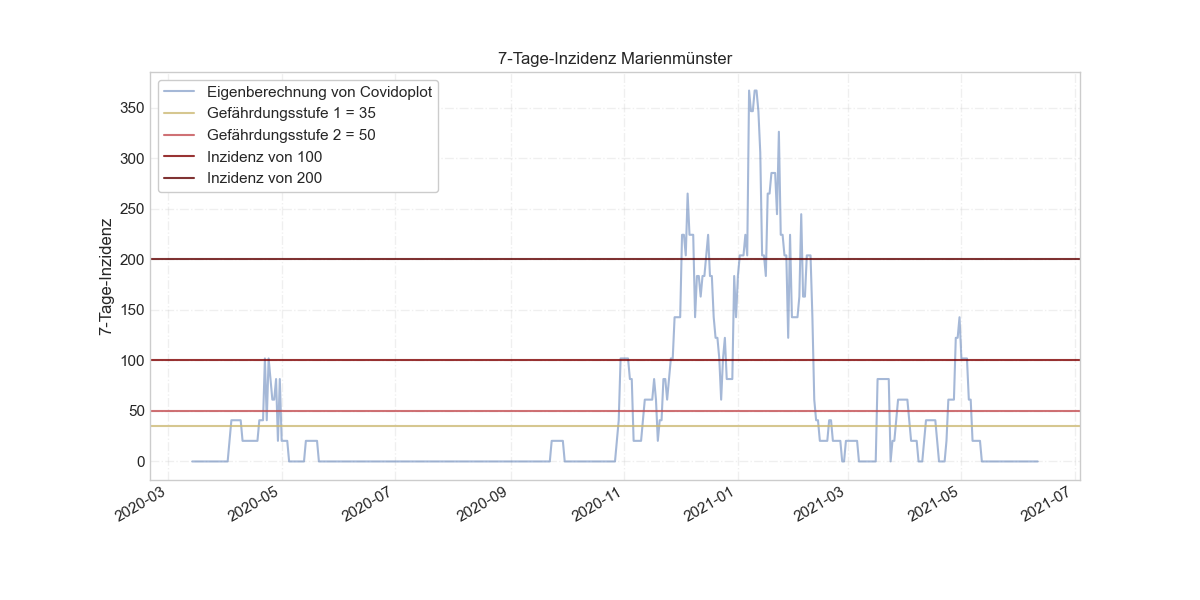 7-Tage-Inzidenz Marienmünster
Eigenberechnung von Covidoplot
Gefährdungsstufe 1 = 35
Gefährdungsstufe 2 = 50
Inzidenz von 100
Inzidenz von 200
7-Tage-Inzidenz
350
300
250
200
150
100
50
0
2020-03
2020-05
2020-07
2020-09
2020-11
2021-01
2021-03
2021-05
2021-07